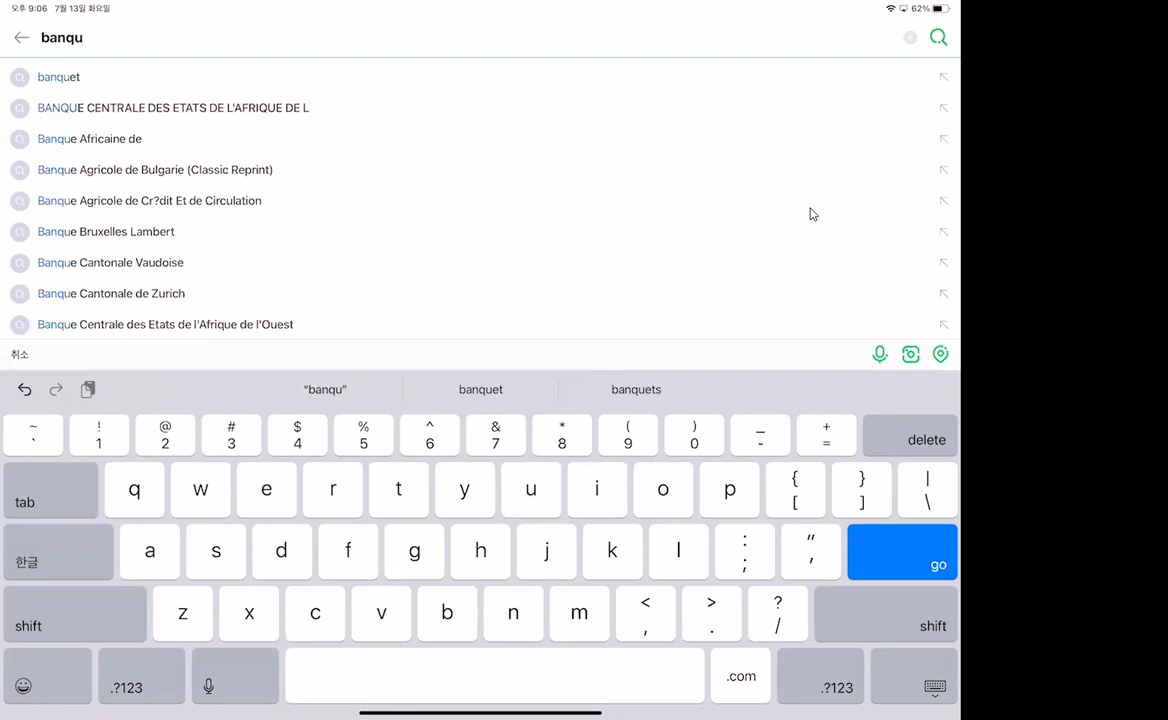 오후 9:06 7월 13일 화요일 62%
banqu
banquet
BANQUE CENTRALE DES ETATS DE L'AFRIQUE DE L
Banque Africaine de
Banque Agricole de Bulgarie (Classic Reprint)
Banque Agricole de Cr?dit Et de Circulation
Banque Bruxelles Lambert
Banque Cantonale Vaudoise
Banque Cantonale de Zurich
Banque Centrale des Etats de l'Afrique de l'Ouest
취소
"banqu" banquet banquets
~ ! @ # $ % ^ & * ( ) _ +
` 1 2 3 4 5 6 7 8 9 0 - = delete
tab q w e r t y u i o p { [ } ] | \
한글 a s d f g h j k l : ; " ' go
shift z x c v b n m < , > . ? / shift
.?123 .com .?123